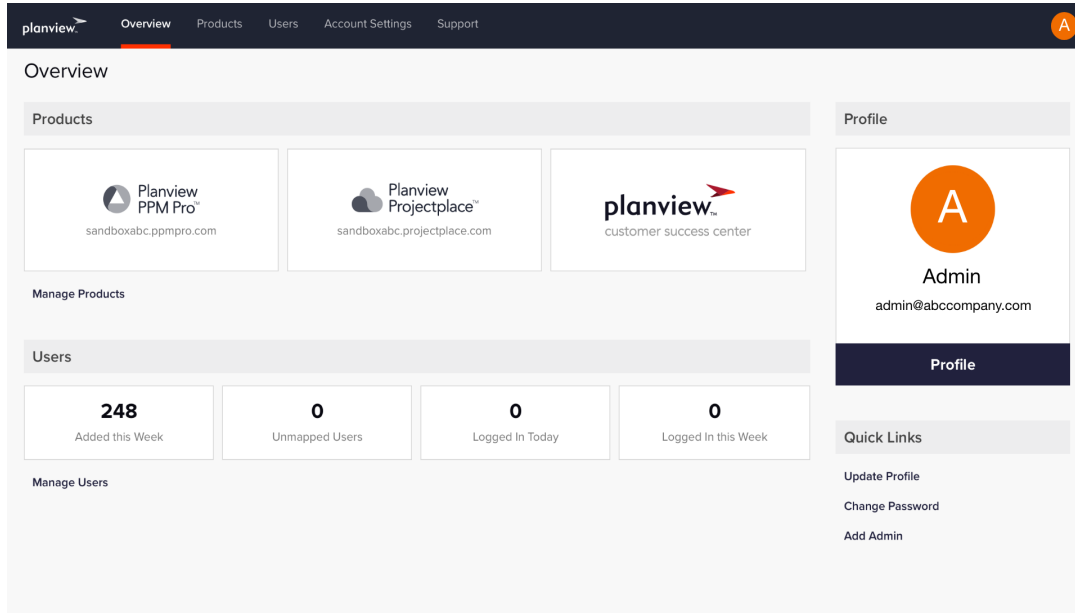 planview.
Overview Products Users Account Settings Support
A
Overview
Products
Planview
PPM Pro™
sandboxabc.ppmpro.com
Planview
Projectplace™
sandboxabc.projectplace.com
planview™
customer success center
Manage Products
Users
248
Added this Week
0
Unmapped Users
0
Logged In Today
0
Logged In this Week
Manage Users
Profile
A
Admin
admin@abccompany.com
Profile
Quick Links
Update Profile
Change Password
Add Admin